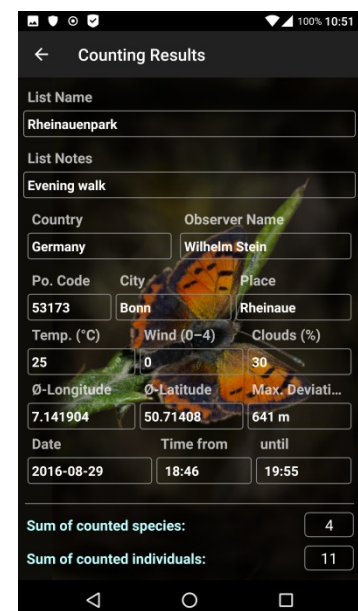 100% 10:51
Counting Results
List Name
Rheinauenpark
List Notes
Evening walk
Country Observer Name
Germany Wilhelm Stein
Po. Code City Place
53173 Bonn Rheinaue
Temp. (°C) Wind (0–4) Clouds (%)
25 0 30
Ø-Longitude Ø-Latitude Max. Deviati...
7.141904 50.71408 641 m
Date Time from until
2016-08-29 18:46 19:55
Sum of counted species: 4
Sum of counted individuals: 11